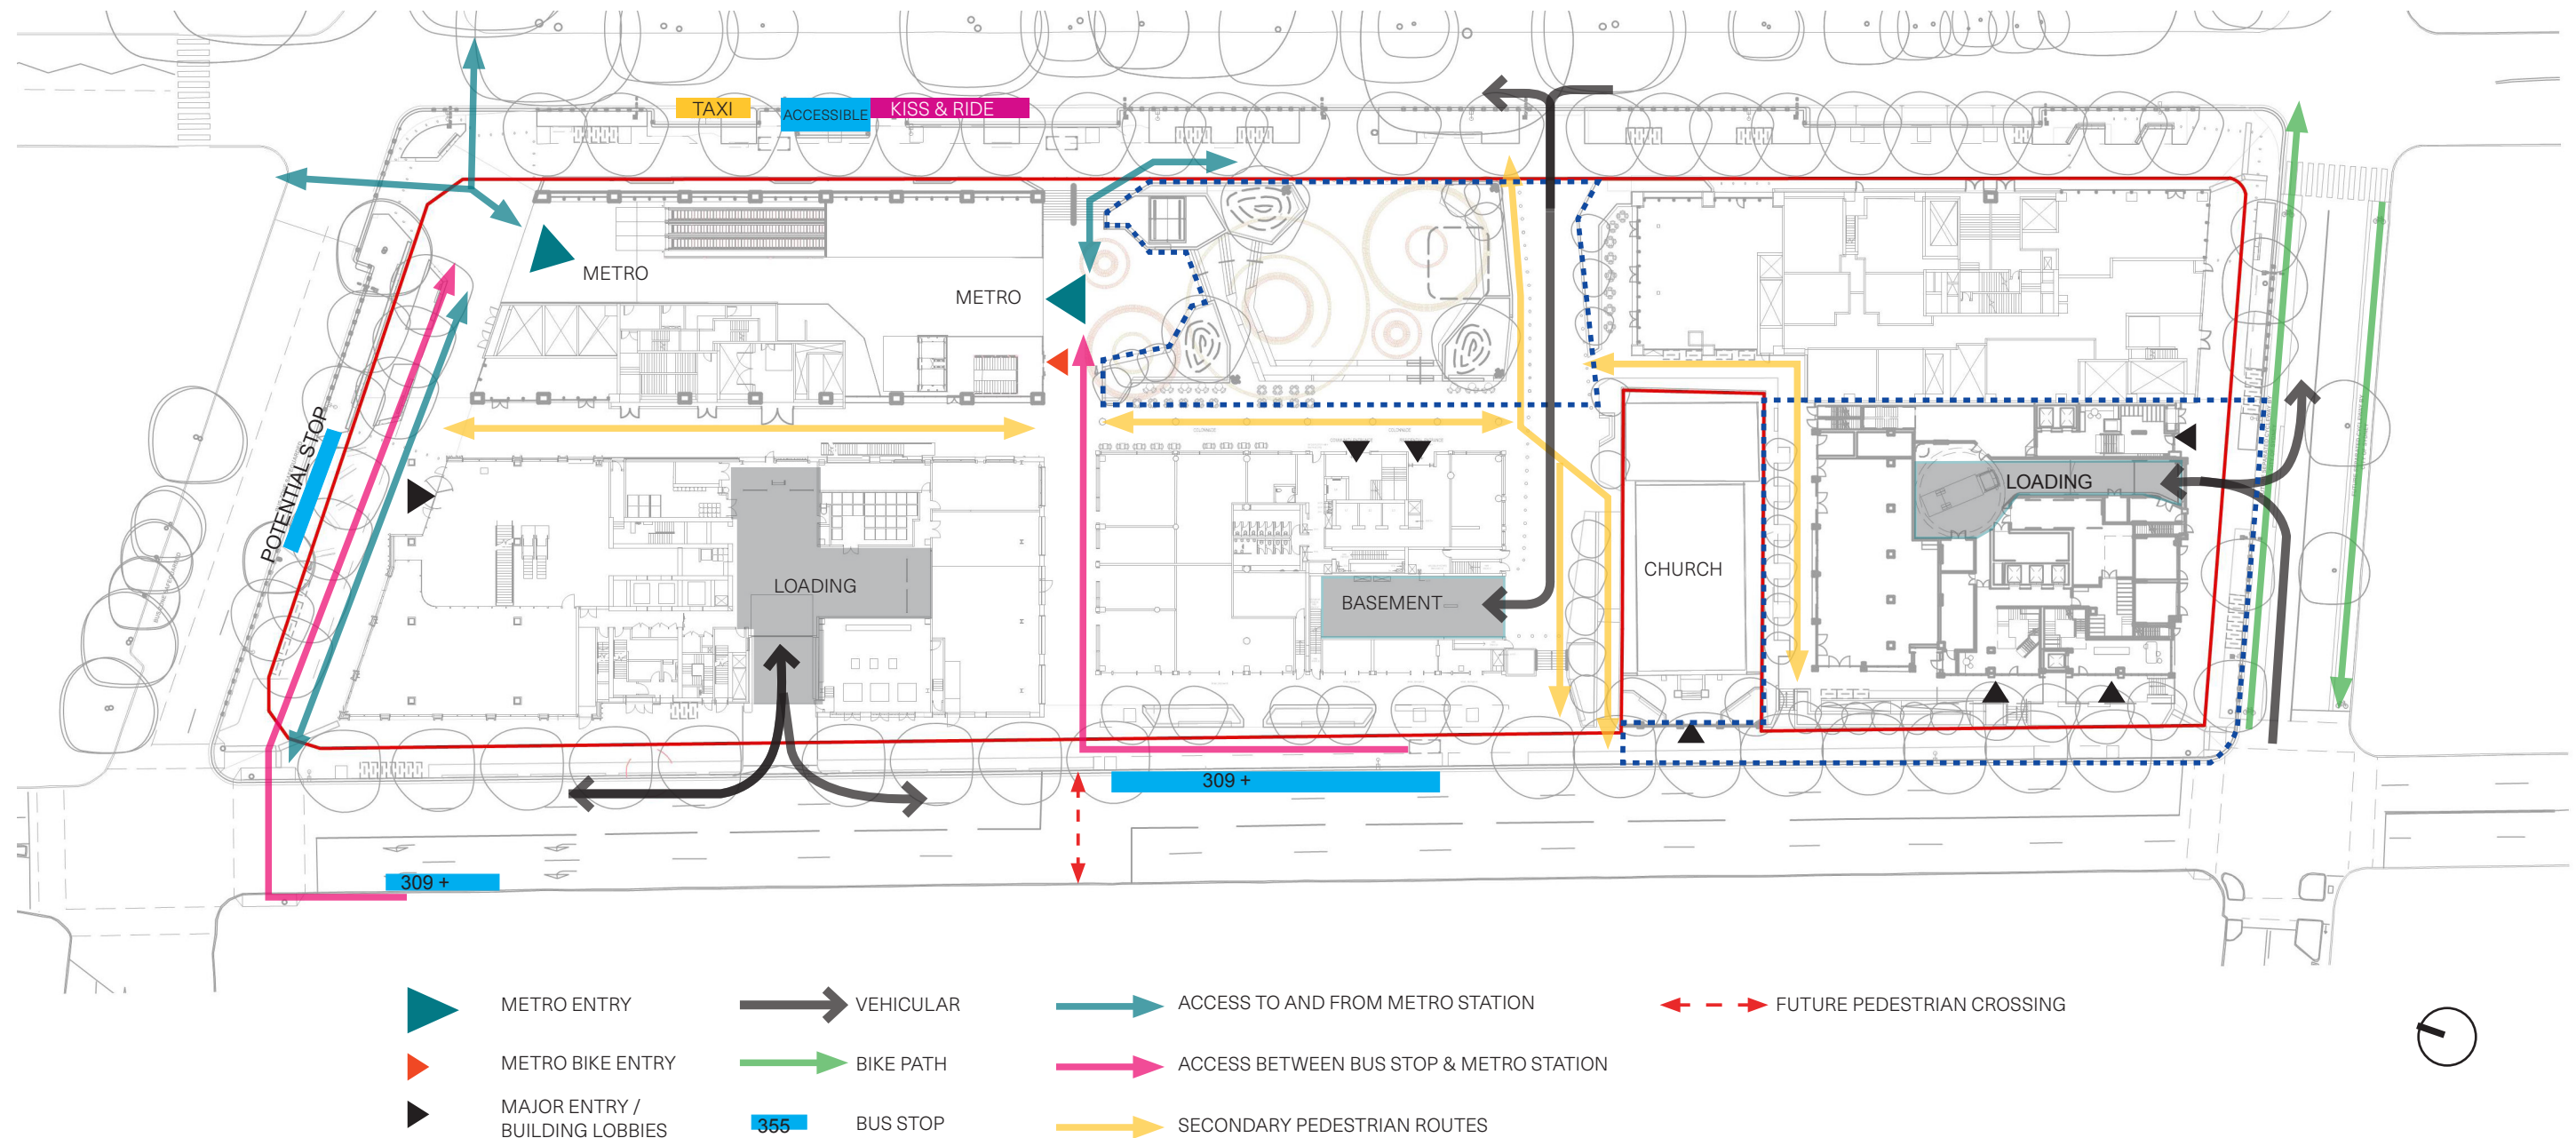 TAXI
ACCESSIBLE
KISS & RIDE
METRO
METRO
POTENTIAL STOP
LOADING
LOADING
CHURCH
BASEMENT
309 +
309 +
METRO ENTRY
VEHICULAR
ACCESS TO AND FROM METRO STATION
FUTURE PEDESTRIAN CROSSING
METRO BIKE ENTRY
BIKE PATH
ACCESS BETWEEN BUS STOP & METRO STATION
MAJOR ENTRY /
BUILDING LOBBIES
355
BUS STOP
SECONDARY PEDESTRIAN ROUTES